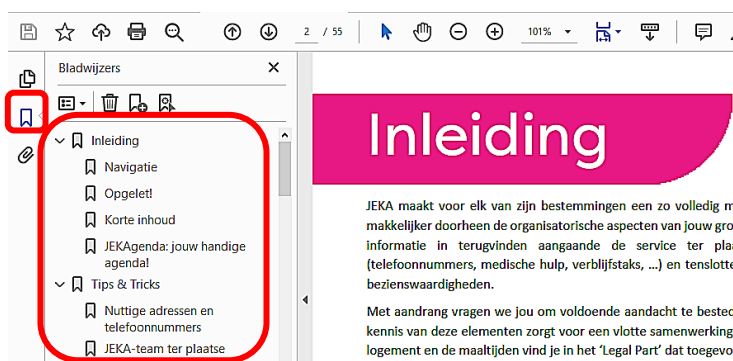 2 / 55
101%
Bladwijzers
Inleiding
Navigatie
Opgelet!
Korte inhoud
JEKAgenda: jouw handige
agenda!
Tips & Tricks
Nuttige adressen en
telefoonnummers
JEKA-team ter plaatse
Inleiding
JEKA maakt voor elk van zijn bestemmingen een zo volledig
makkelijker doorheen de organisatorische aspecten van jouw
informatie in terugvinden aangaande de service ter
(telefoonnummers, medische hulp, verblijfstaks, ...) en tenslotte
bezienswaardigheden.
Met aandrang vragen we jou om voldoende aandacht te
kennis van deze elementen zorgt voor een vlotte samenwerking
logement en de maaltijden vind je in het 'Legal Part' dat